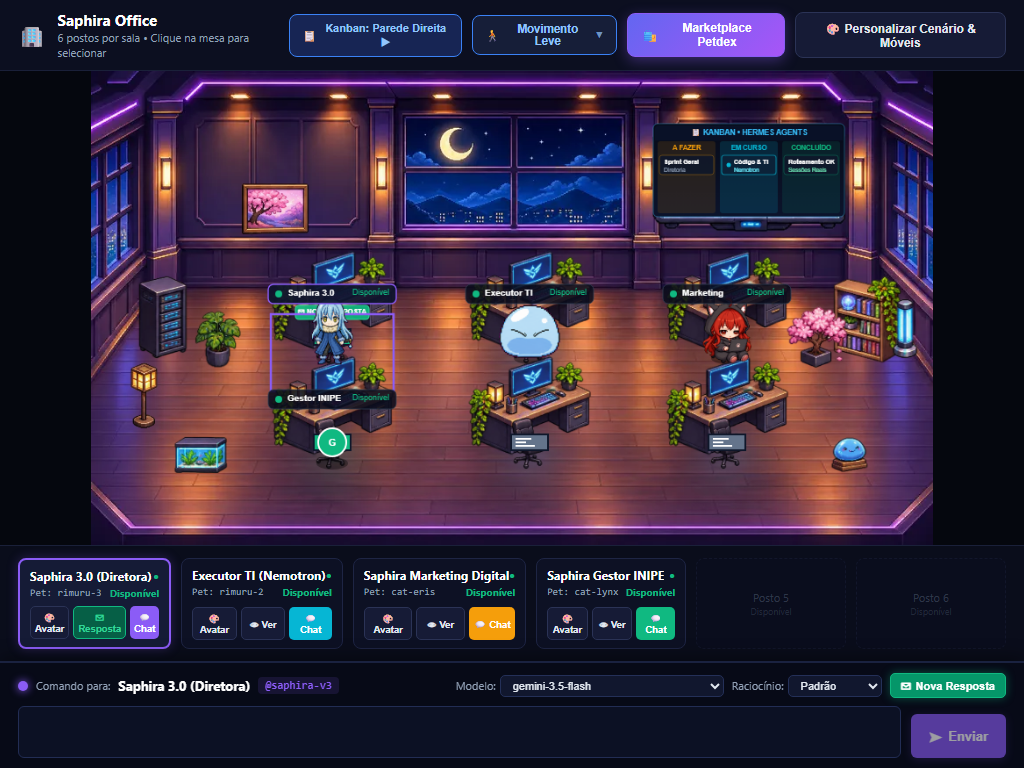 Saphira Office
6 postos por sala • Clique na mesa para
selecionar
Kanban: Parede Direita
▶
Movimento
Leve
▼
Marketplace
Petdex
Personalizar Cenário &
Móveis
KANBAN • HERMES AGENTS
A FAZER
EM CURSO
CONCLUÍDO
Sprint Geral
Diretoria
Código & TI
Nemotron
Roteamento OK
Sessões Reais
Saphira 3.0 Disponível
Executor TI Disponível
Marketing Disponível
Gestor INIPE Disponível
G
Saphira 3.0 (Diretora)
Pet: rimuru-3 Disponível
Avatar
Resposta
Chat
Executor TI (Nemotron)
Pet: rimuru-2 Disponível
Avatar
Ver
Chat
Saphira Marketing Digital
Pet: cat-eris Disponível
Avatar
Ver
Chat
Saphira Gestor INIPE
Pet: cat-lynx Disponível
Avatar
Ver
Chat
Posto 5
Disponível
Posto 6
Disponível
Comando para: Saphira 3.0 (Diretora) @saphira-v3
Modelo: gemini-3.5-flash
Raciocínio: Padrão
Nova Resposta
Enviar